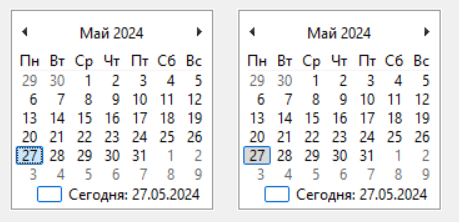 Май 2024
Пн Вт Ср Чт Пт Сб Вс
29 30 1 2 3 4 5
6 7 8 9 10 11 12
13 14 15 16 17 18 19
20 21 22 23 24 25 26
27 28 29 30 31 1 2
3 4 5 6 7 8 9
Сегодня: 27.05.2024
Май 2024
Пн Вт Ср Чт Пт Сб Вс
29 30 1 2 3 4 5
6 7 8 9 10 11 12
13 14 15 16 17 18 19
20 21 22 23 24 25 26
27 28 29 30 31 1 2
3 4 5 6 7 8 9
Сегодня: 27.05.2024